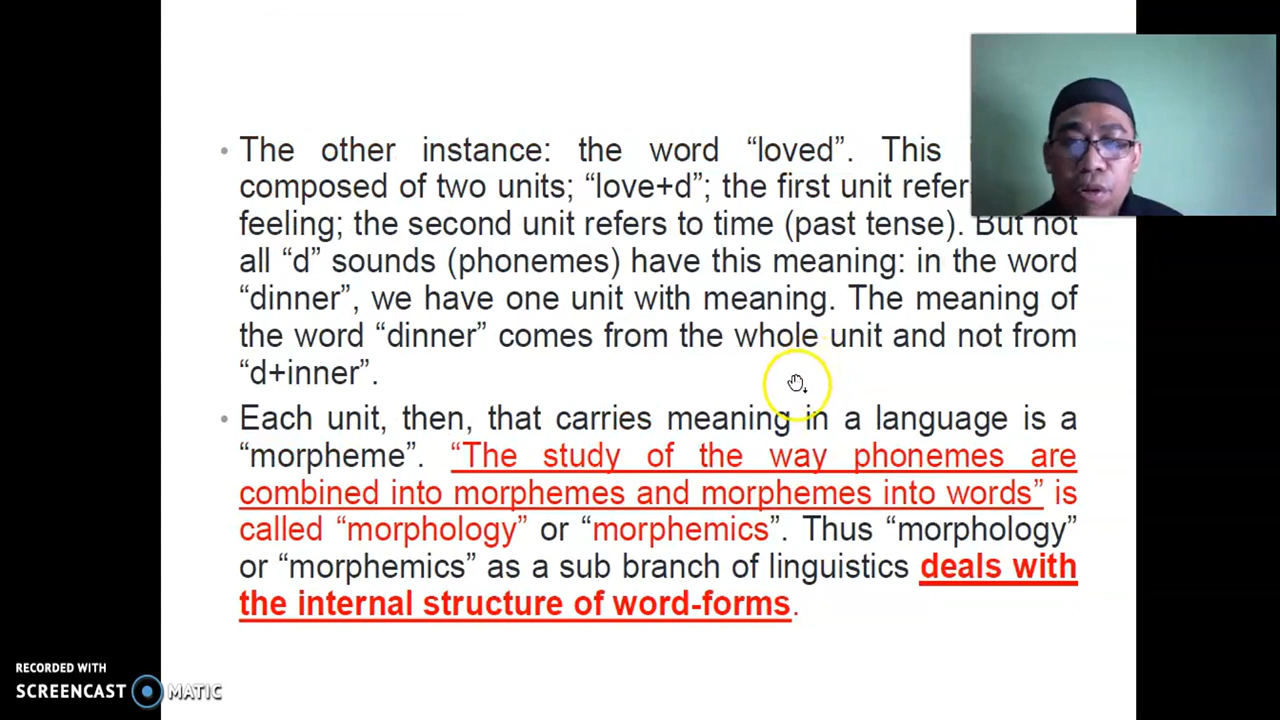 The other instance: the word “loved”. This
composed of two units; “love+d”; the first unit
feeling; the second unit refers to time (past tense). But not
all “d” sounds (phonemes) have this meaning: in the word
“dinner”, we have one unit with meaning. The meaning of
the word “dinner” comes from the whole unit and not from
“d+inner”.
Each unit, then, that carries meaning in a language is a
“morpheme”. “The study of the way phonemes are
combined into morphemes and morphemes into words” is
called “morphology” or “morphemics”. Thus “morphology”
or “morphemics” as a sub branch of linguistics deals with
the internal structure of word-forms.
RECORDED WITH
SCREENCAST MATIC